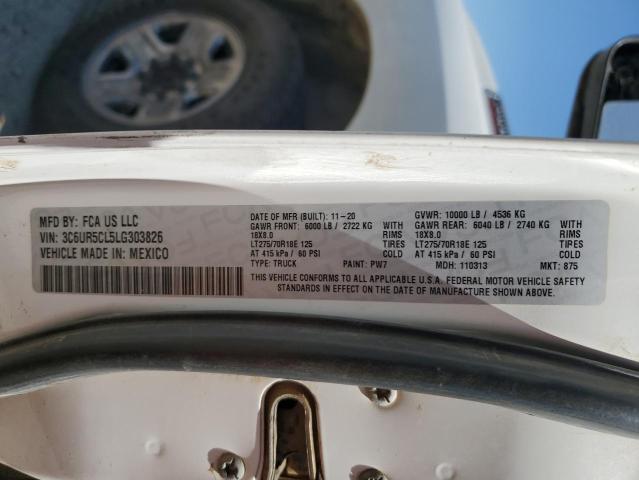 MFD BY: FCA US LLC
VIN: 3C6UR5CL5LG303826
VEHICLE MADE IN: MEXICO
DATE OF MFR (BUILT): 11-20 GVWR: 10000 LB / 4536 KG
GAWR FRONT: 6000 LB / 2722 KG WITH GAWR REAR: 6040 LB / 2740 KG WITH
18X8.0 RIMS 18X8.0 RIMS
LT275/70R18E 125 TIRES LT275/70R18E 125 TIRES
AT 415 kPa / 60 PSI COLD AT 415 kPa / 60 PSI COLD
TYPE: TRUCK PAINT: PW7 MDH: 110313 MKT: 875
THIS VEHICLE CONFORMS TO ALL APPLICABLE U.S.A. FEDERAL MOTOR VEHICLE SAFETY
STANDARDS IN EFFECT ON THE DATE OF MANUFACTURE SHOWN ABOVE.